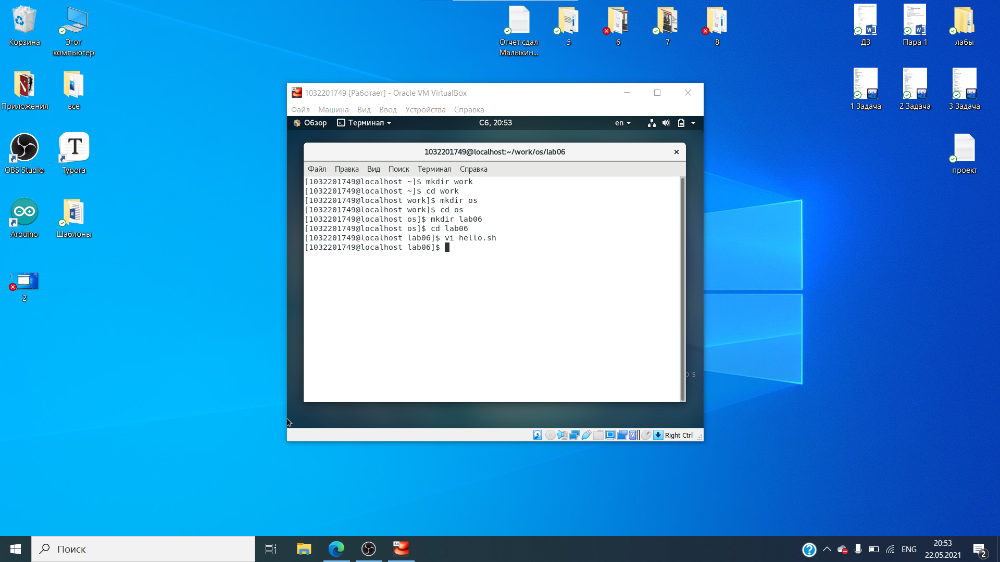 Корзина
Этот компьютер
Отчет сдал Малыхин...
5
6
7
8
ДЗ
Пара 1
лабы
Приложения
все
1 Задача
2 Задача
3 Задача
OBS Studio
Typora
проект
Arduino
Шаблоны
2
1032201749 [Работает] - Oracle VM VirtualBox
Файл Машина Вид Ввод Устройства Справка
Обзор Терминал Сб, 20:53 en
1032201749@localhost:~/work/os/lab06
Файл Правка Вид Поиск Терминал Справка
[1032201749@localhost ~]$ mkdir work
[1032201749@localhost ~]$ cd work
[1032201749@localhost work]$ mkdir os
[1032201749@localhost work]$ cd os
[1032201749@localhost os]$ mkdir lab06
[1032201749@localhost os]$ cd lab06
[1032201749@localhost lab06]$ vi hello.sh
[1032201749@localhost lab06]$
Right Ctrl
Поиск
64
ENG
20:53
22.05.2021
2